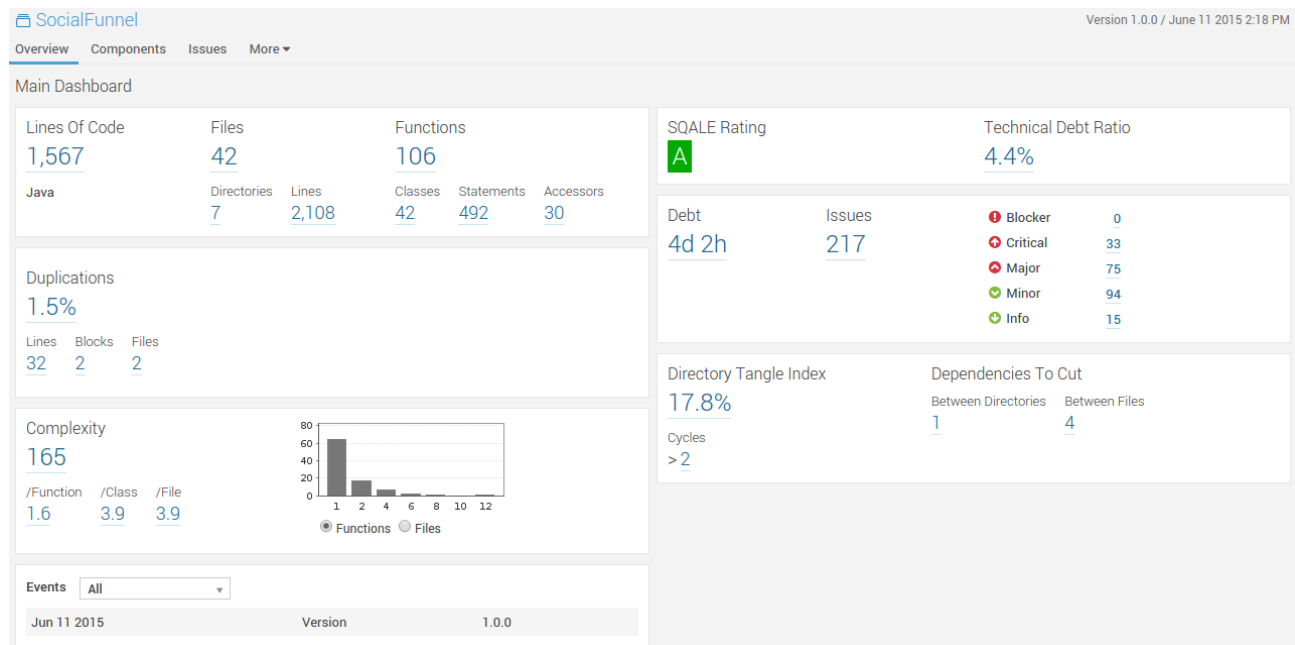 SocialFunnel
Version 1.0.0 / June 11 2015 2:18 PM
Overview Components Issues More
Main Dashboard
Lines Of Code Files Functions
1,567 42 106
Java Directories Lines Classes Statements Accessors
7 2,108 42 492 30
Duplications
1.5%
Lines Blocks Files
32 2 2
Complexity
165
/Function /Class /File
1.6 3.9 3.9
80
60
40
20
0
1 2 4 6 8 10 12
Functions Files
Events All
Jun 11 2015 Version 1.0.0
SQALE Rating Technical Debt Ratio
A 4.4%
Debt Issues
4d 2h 217
Blocker 0
Critical 33
Major 75
Minor 94
Info 15
Directory Tangle Index Dependencies To Cut
17.8% Between Directories Between Files
1 4
Cycles
> 2